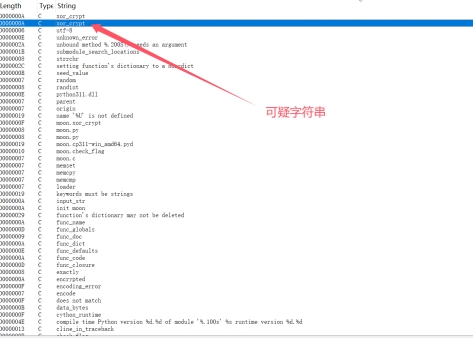 Length Type String
0000000A C xor_crypt
0000000A C xor_crypt
00000006 C utf-8
0000000E C unknown_error
0000002A C unbound method %.200S() needs an argument
0000001B C submodule_search_locations
00000008 C strrchr
0000002C C setting function's dictionary to a non-dict
0000000B C seed_value
00000007 C random
00000008 C randint
0000000E C python311.dll
00000007 C parent
00000007 C origin
00000019 C name '%U' is not defined
0000000F C moon.xor_crypt
00000008 C moon.py
00000008 C moon.py
00000019 C moon.cp311-win_amd64.pyd
00000010 C moon.check_flag
00000007 C moon.c
00000007 C memset
00000007 C memcpy
00000007 C memcmp
00000007 C loader
00000019 C keywords must be strings
0000000A C input_str
0000000A C init moon
00000029 C function's dictionary may not be deleted
0000000A C func_name
0000000D C func_globals
00000009 C func_doc
0000000A C func_dict
0000000E C func_defaults
0000000A C func_code
0000000D C func_closure
00000008 C exactly
0000000A C encrypted
0000000F C encoding_error
00000007 C encode
0000000F C does not match
0000000B C data_bytes
0000000F C cython_runtime
0000004E C compile time Python version %d.%d of module '%.100s' %s runtime version %d.%d
00000013 C cline_in_traceback
可疑字符串